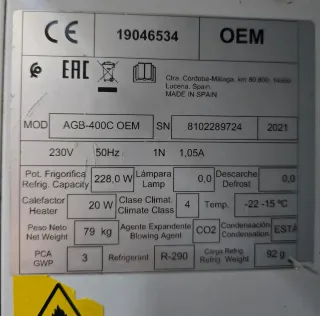 CE 19046534 OEM
EAC
Ctra. Córdoba-Málaga, km 80.800,
Lucena, Spain.
MADE IN SPAIN
MOD AGB-400C OEM SN 8102289724 2021
230V 50Hz 1N 1,05A
Pot. Frigorífica 228,0 W Lámpara 0,0 Descarche 0,0
Refrig. Capacity Lamp Defrost
Calefactor 20 W Clase Climat. 4 Temp. -22 -15 ºC
Heater Climate Class
Peso Neto 79 kg Agente Expandente CO2 Condensación ESTÁ
Net Weight Blowing Agent Condensation
PCA 3 Refrigerant R-290 Carga Refrig. 92 g
GWP Refrig. Weight